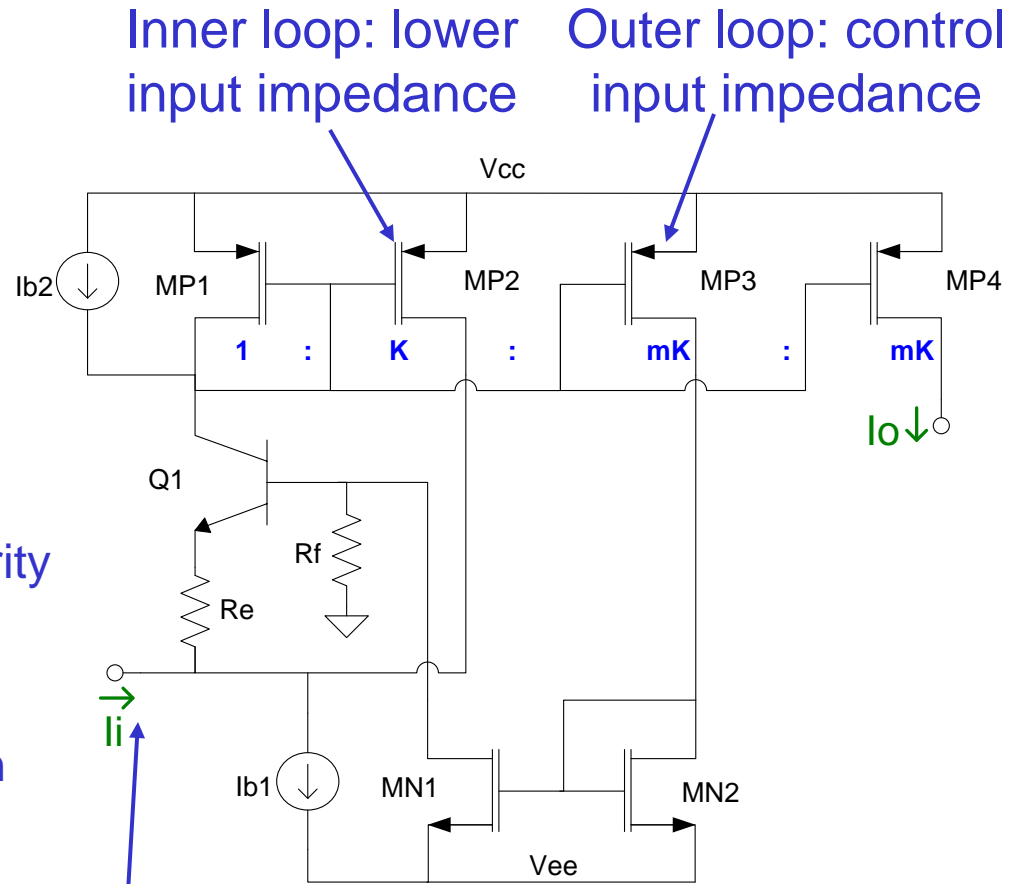 Inner loop: lower
input impedance
Outer loop: control
input impedance
Vcc
Ib2
MP1
MP2
MP3
MP4
1 : K : mK : mK
Io
Q1
Rf
Re
Ii
Ib1
MN1
MN2
Vee